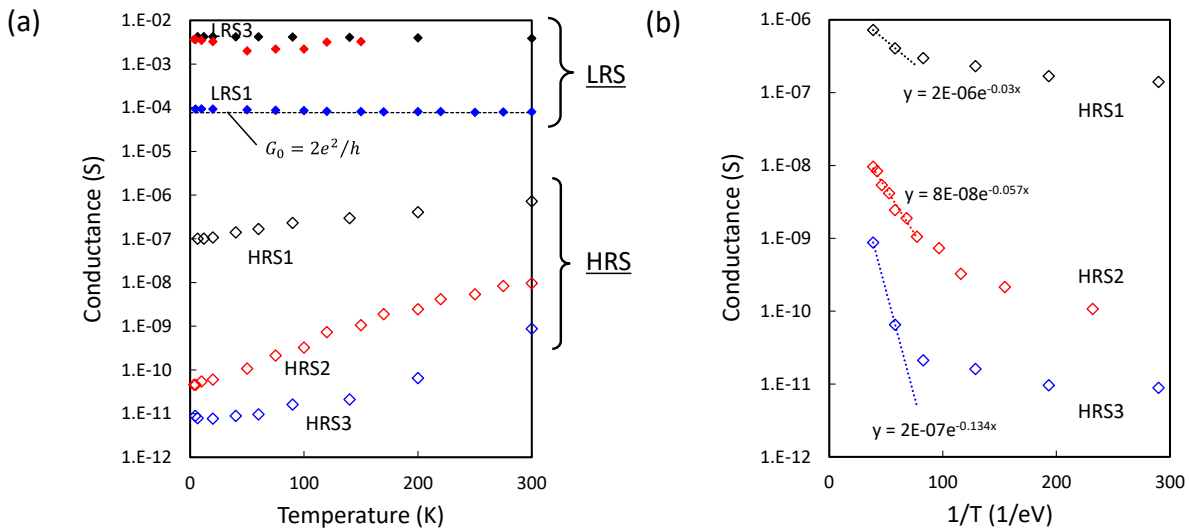 (a)
1.E-02
1.E-03
1.E-04
1.E-05
1.E-06
1.E-07
1.E-08
1.E-09
1.E-10
1.E-11
1.E-12
Conductance (S)
LRS3
LRS1
G₀ = 2e²/h
HRS1
HRS2
HRS3
LRS
HRS
0
100
200
300
Temperature (K)
(b)
1.E-06
1.E-07
1.E-08
1.E-09
1.E-10
1.E-11
1.E-12
Conductance (S)
y = 2E-06e^-0.03x
HRS1
y = 8E-08e^-0.057x
HRS2
HRS3
y = 2E-07e^-0.134x
0
100
200
300
1/T (1/eV)